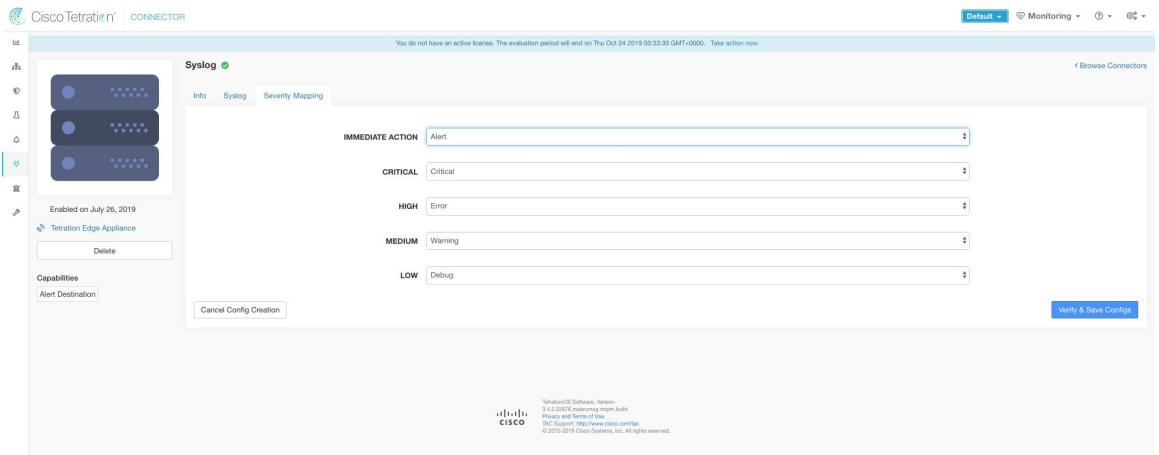 Cisco Tetration™ CONNECTOR
Default
Monitoring
You do not have an active license. The evaluation period will end on Thu Oct 24 2019 03:33:30 GMT+0000. Take action now.
Syslog
Browse Connectors
Info Syslog Severity Mapping
IMMEDIATE ACTION Alert
CRITICAL Critical
HIGH Error
MEDIUM Warning
LOW Debug
Cancel Config Creation
Verify & Save Configs
Enabled on July 26, 2019
Tetration Edge Appliance
Delete
Capabilities
Alert Destination
CISCO
TetrationOS Software, Version
Privacy and Terms of Use
TAC Support: http://www.cisco.com/tac
© 2015-2019 Cisco Systems, Inc. All rights reserved.